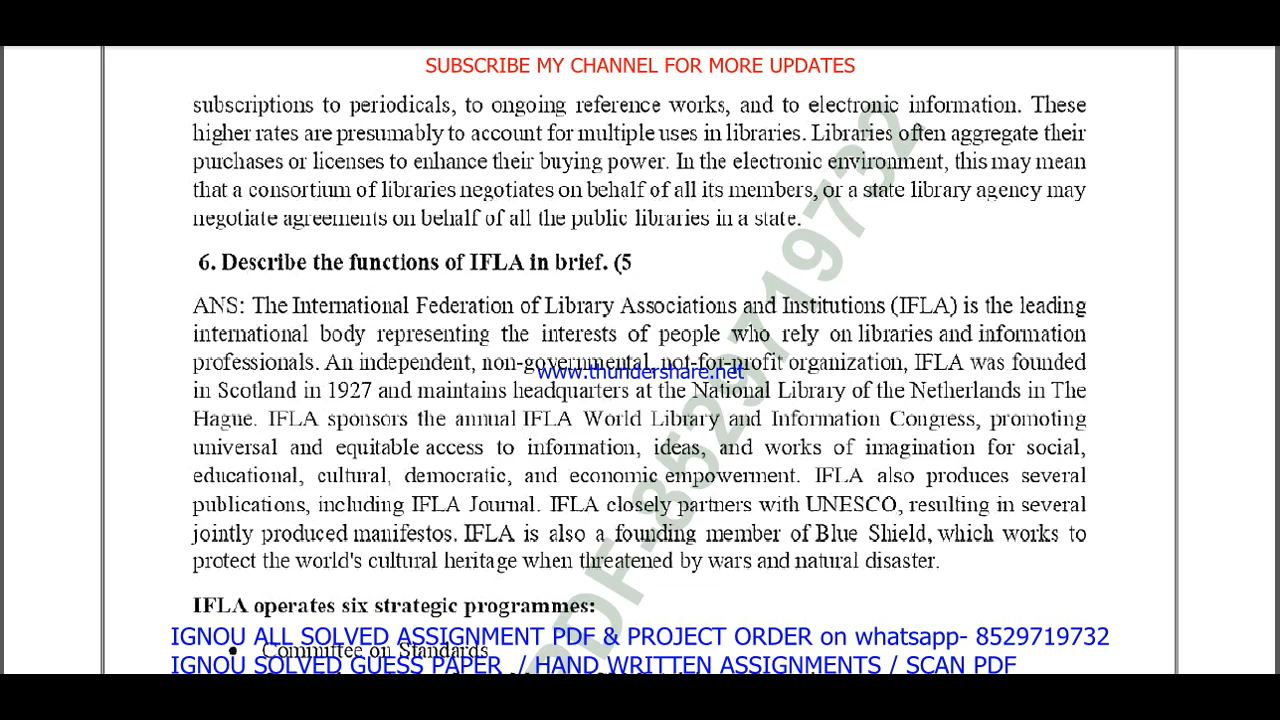 SUBSCRIBE MY CHANNEL FOR MORE UPDATES
subscriptions to periodicals, to ongoing reference works, and to electronic information. These
higher rates are presumably to account for multiple uses in libraries. Libraries often aggregate their
purchases or licenses to enhance their buying power. In the electronic environment, this may mean
that a consortium of libraries negotiates on behalf of all its members, or a state library agency may
negotiate agreements on behalf of all the public libraries in a state.
6. Describe the functions of IFLA in brief. (5
ANS: The International Federation of Library Associations and Institutions (IFLA) is the leading
international body representing the interests of people who rely on libraries and information
professionals. An independent, non-governmental, not-for-profit organization, IFLA was founded
www.thundershare.net
in Scotland in 1927 and maintains headquarters at the National Library of the Netherlands in The
Hague. IFLA sponsors the annual IFLA World Library and Information Congress, promoting
universal and equitable access to information, ideas, and works of imagination for social,
educational, cultural, democratic, and economic empowerment. IFLA also produces several
publications, including IFLA Journal. IFLA closely partners with UNESCO, resulting in several
jointly produced manifestos. IFLA is also a founding member of Blue Shield, which works to
protect the world's cultural heritage when threatened by wars and natural disaster.
IFLA operates six strategic programmes:
IGNOU ALL SOLVED ASSIGNMENT PDF & PROJECT ORDER on whatsapp- 8529719732
• Committee on Standards
IGNOU SOLVED GUESS PAPER / HAND WRITTEN ASSIGNMENTS / SCAN PDF
PDF-8529719732